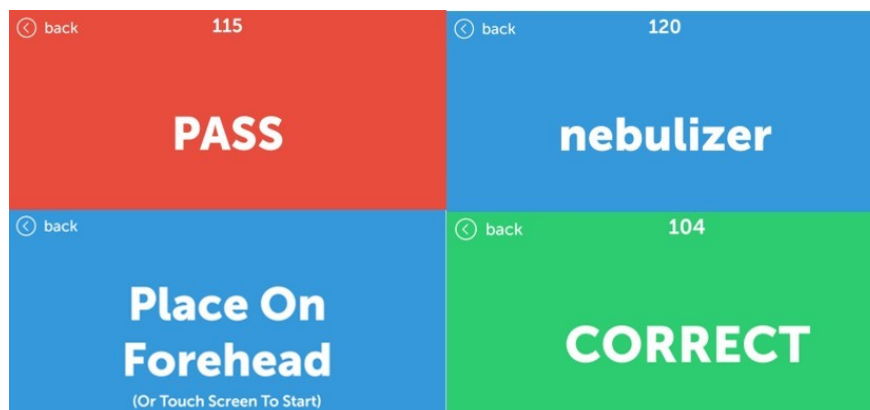 back 115
PASS
back 120
nebulizer
back
Place On
Forehead
(Or Touch Screen To Start)
back 104
CORRECT